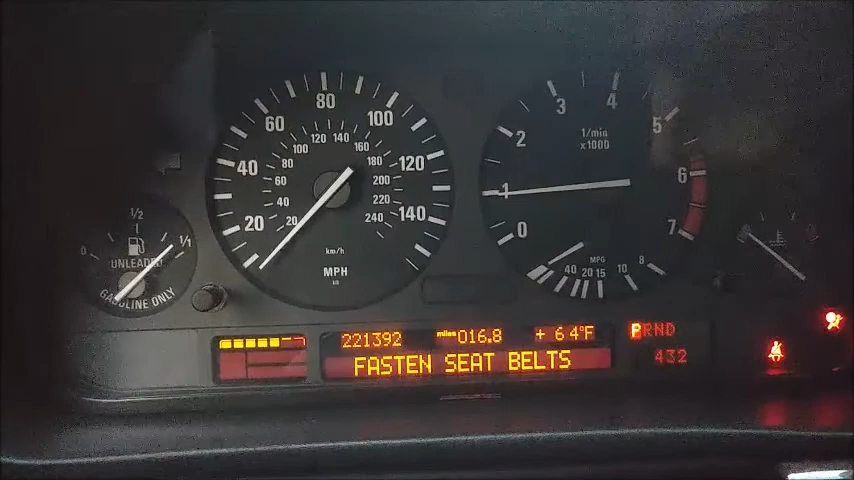 0
1/2
1/1
UNLEADED
GASOLINE ONLY
20
40
60
80
100
120
140
20
40
60
80
100
120
140
160
180
200
220
240
km/h
MPH
0
1
2
3
4
5
6
7
1/min
x1000
MPG
40 20 15 10 8
221392 miles 016.8 + 64°F
FASTEN SEAT BELTS
PRND
432